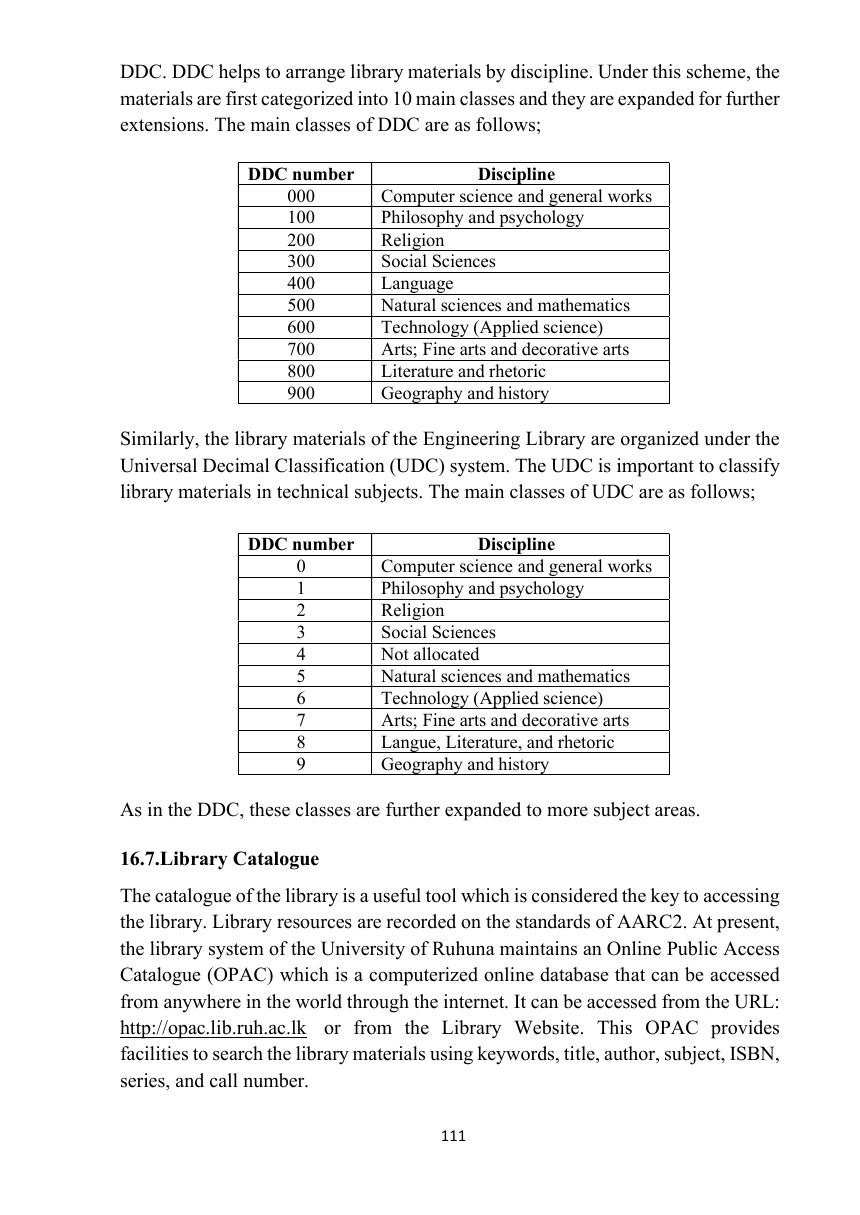 DDC. DDC helps to arrange library materials by discipline. Under this scheme, the
materials are first categorized into 10 main classes and they are expanded for further
extensions. The main classes of DDC are as follows;
DDC number Discipline
000 Computer science and general works
100 Philosophy and psychology
200 Religion
300 Social Sciences
400 Language
500 Natural sciences and mathematics
600 Technology (Applied science)
700 Arts; Fine arts and decorative arts
800 Literature and rhetoric
900 Geography and history
Similarly, the library materials of the Engineering Library are organized under the
Universal Decimal Classification (UDC) system. The UDC is important to classify
library materials in technical subjects. The main classes of UDC are as follows;
DDC number Discipline
0 Computer science and general works
1 Philosophy and psychology
2 Religion
3 Social Sciences
4 Not allocated
5 Natural sciences and mathematics
6 Technology (Applied science)
7 Arts; Fine arts and decorative arts
8 Langue, Literature, and rhetoric
9 Geography and history
As in the DDC, these classes are further expanded to more subject areas.
16.7.Library Catalogue
The catalogue of the library is a useful tool which is considered the key to accessing
the library. Library resources are recorded on the standards of AARC2. At present,
the library system of the University of Ruhuna maintains an Online Public Access
Catalogue (OPAC) which is a computerized online database that can be accessed
from anywhere in the world through the internet. It can be accessed from the URL:
http://opac.lib.ruh.ac.lk or from the Library Website. This OPAC provides
facilities to search the library materials using keywords, title, author, subject, ISBN,
series, and call number.
111